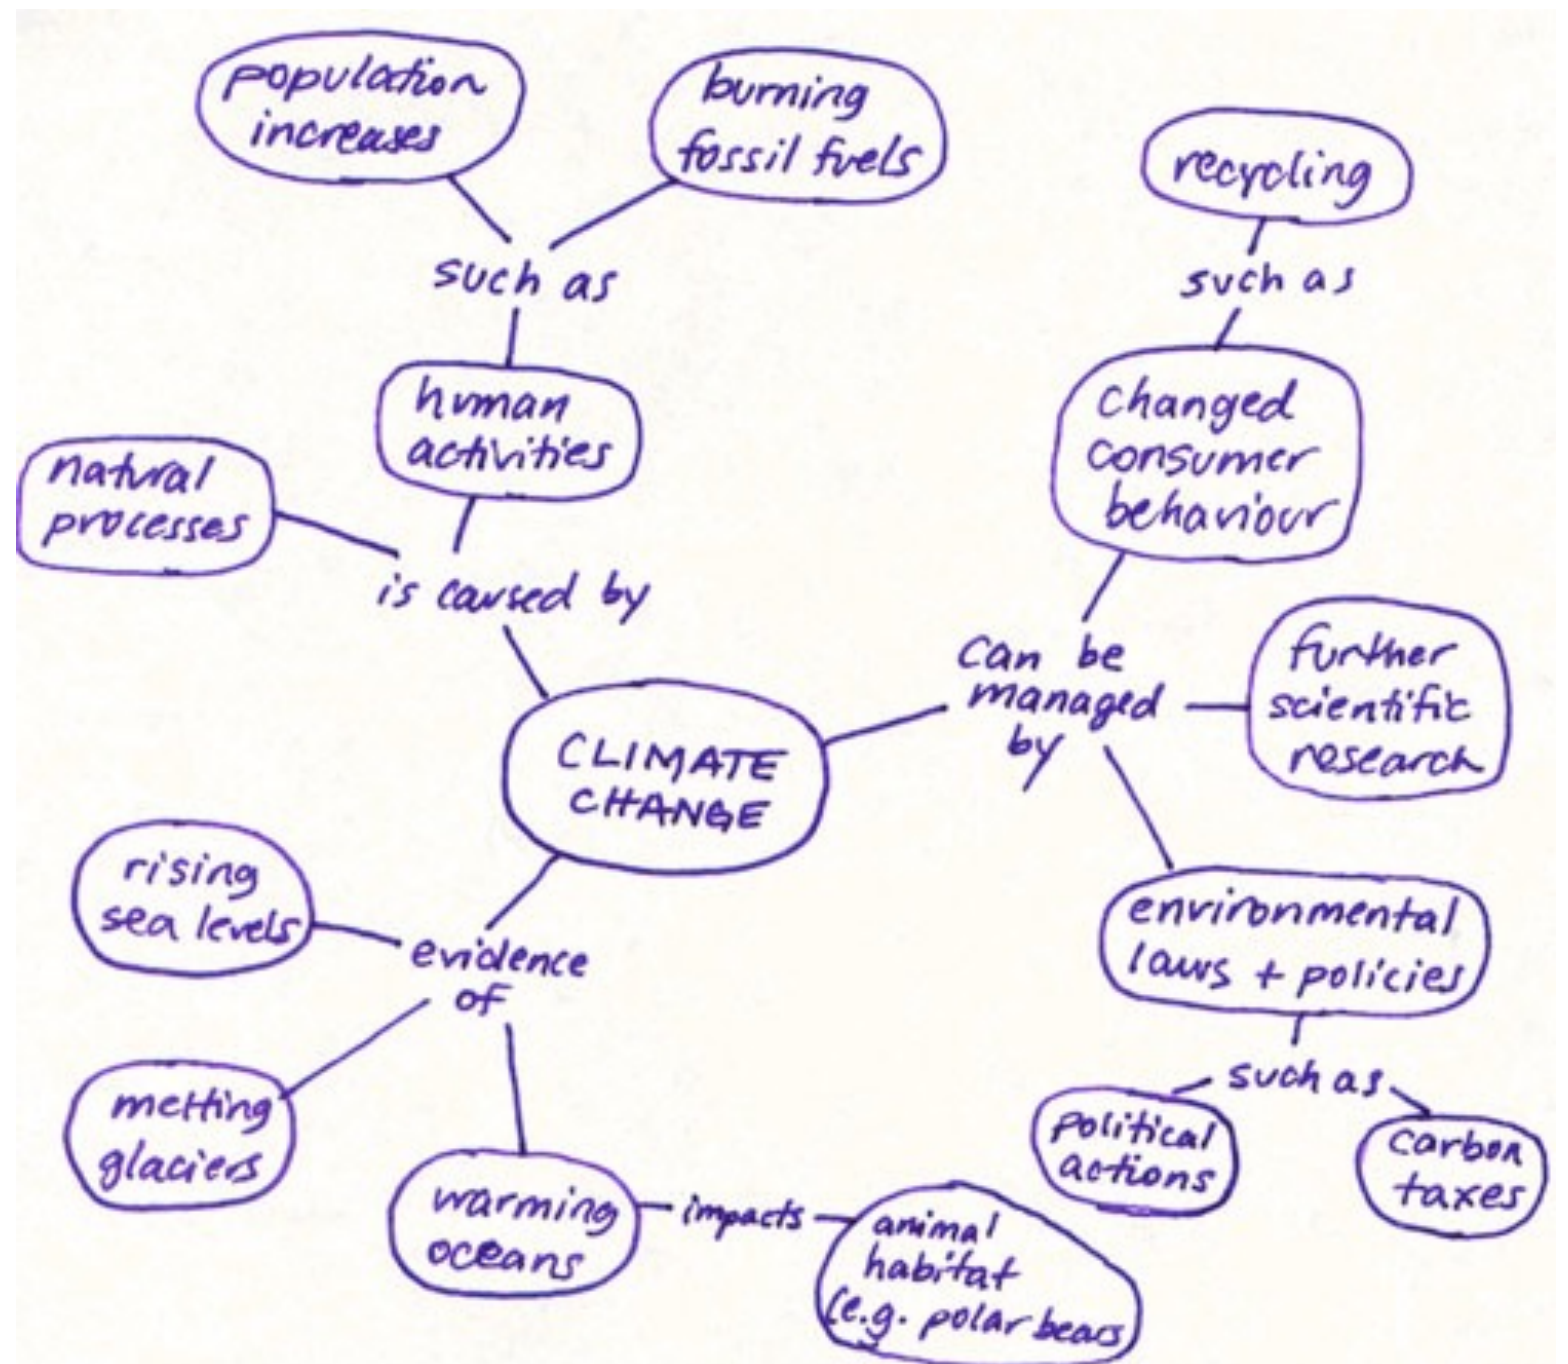 population
increases
burning
fossil fuels
such as
human
activities
natural
processes
is caused by
CLIMATE
CHANGE
recycling
such as
changed
consumer
behaviour
can be
managed
by
further
scientific
research
environmental
laws + policies
such as
political
actions
carbon
taxes
rising
sea levels
evidence
of
melting
glaciers
warming
oceans
impacts
animal
habitat
(e.g. polar bears